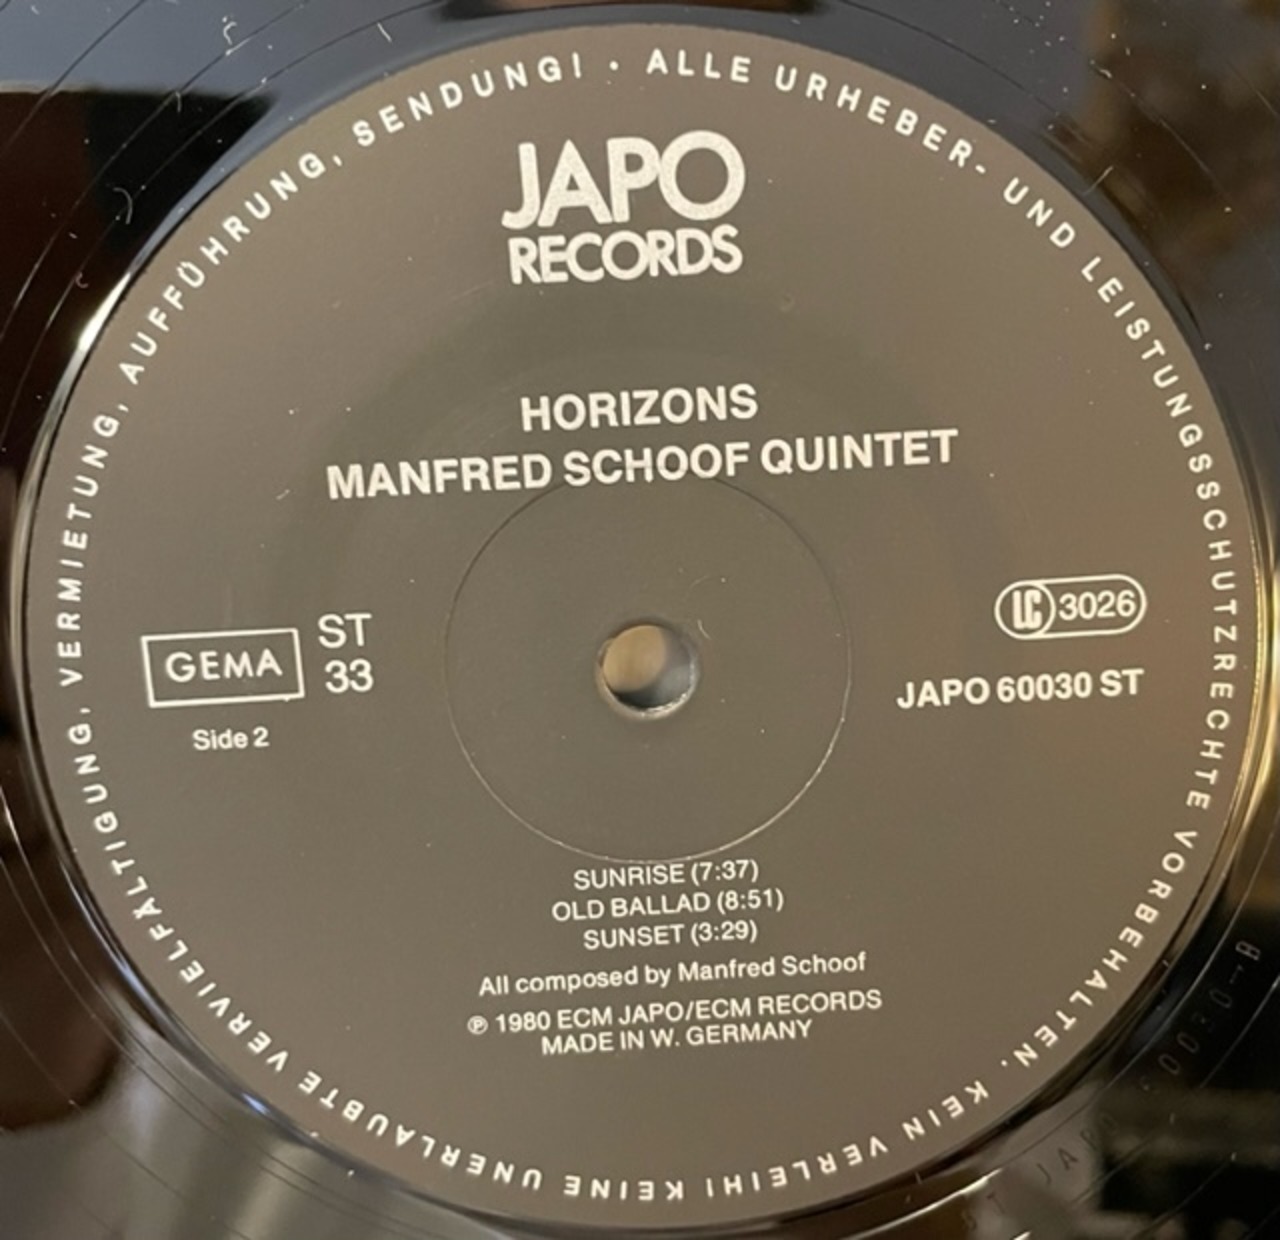 ALLE URHEBER- UND LEISTUNGSSCHUTZRECHTE VORBEHALTEN. KEIN VERLEIH! KEINE UNERLAUBTE VERVIELFÄLTIGUNG, VERMIETUNG, AUFFÜHRUNG, SENDUNG! •
JAPO
RECORDS
HORIZONS
MANFRED SCHOOF QUINTET
GEMA
ST
33
Side 2
LC 3026
JAPO 60030 ST
SUNRISE (7:37)
OLD BALLAD (8:51)
SUNSET (3:29)
All composed by Manfred Schoof
℗ 1980 ECM JAPO/ECM RECORDS
MADE IN W. GERMANY
ST JAPO